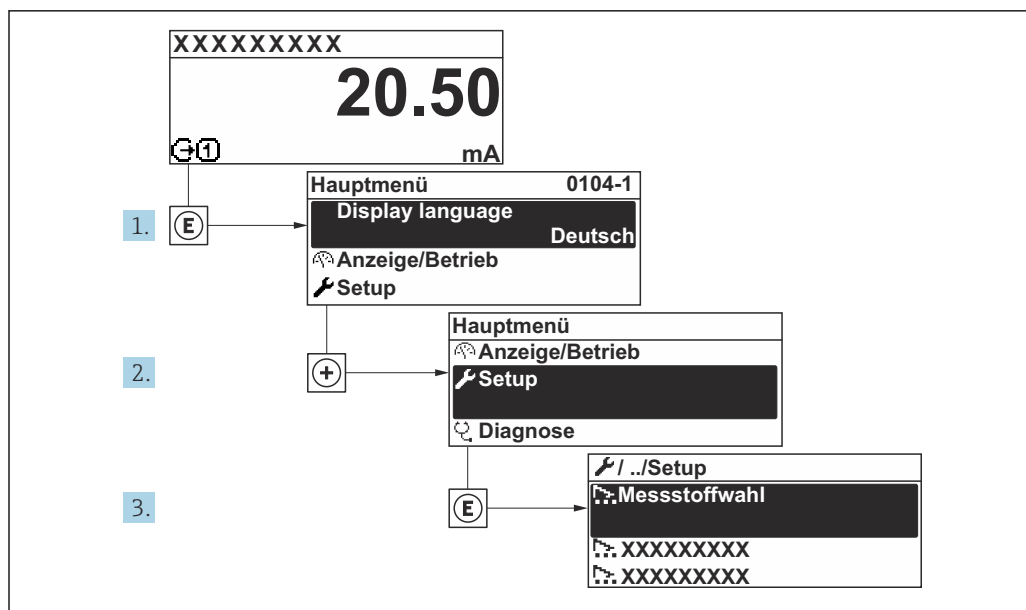 XXXXXXXXX
20.50
1 mA
Hauptmenü 0104-1
1. E Display language
Deutsch
Anzeige/Betrieb
Setup
Hauptmenü
2. + Anzeige/Betrieb
Setup
Diagnose
/ ../Setup
3. E Messstoffwahl
XXXXXXXXX
XXXXXXXXX